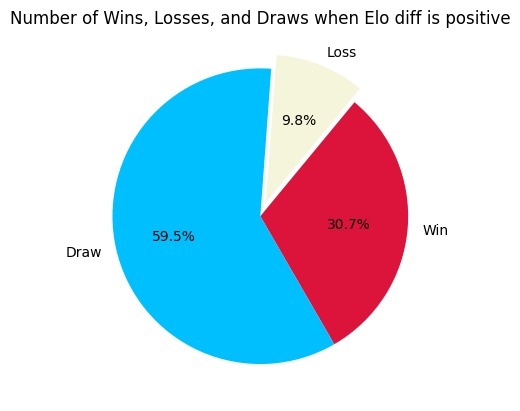 Number of Wins, Losses, and Draws when Elo diff is positive
Loss
9.8%
30.7%
Win
59.5%
Draw